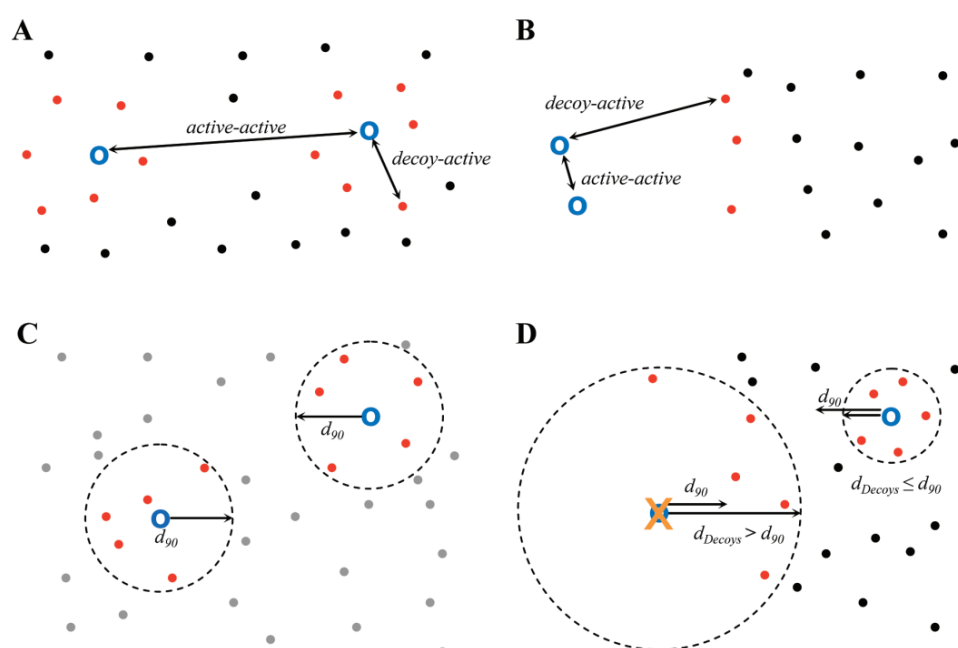 A
B
active-active
decoy-active
decoy-active
active-active
C
D
d90
d90
d90
dDecoys > d90
d90
dDecoys ≤ d90